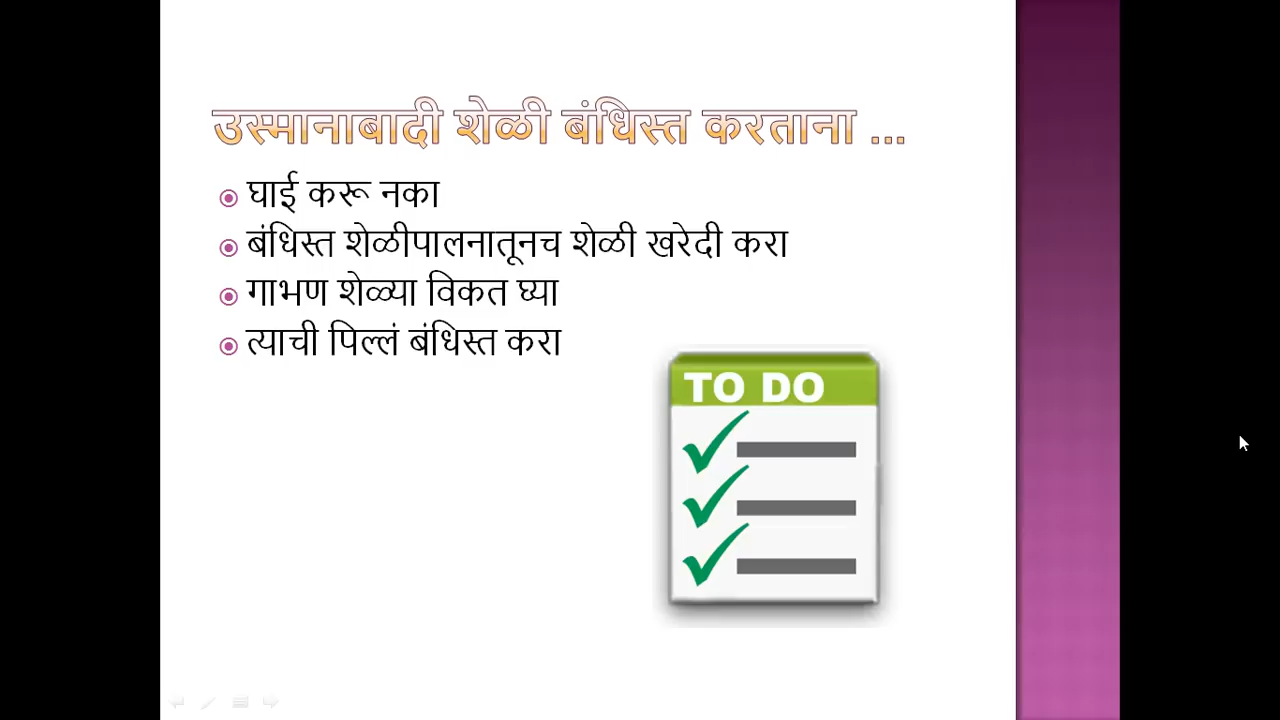 उस्मानाबादी शेळी बंधिस्त करताना ...
घाई करू नका
बंधिस्त शेळीपालनातूनच शेळी खरेदी करा
गाभण शेळ्या विकत घ्या
त्याची पिल्लं बंधिस्त करा
TO DO